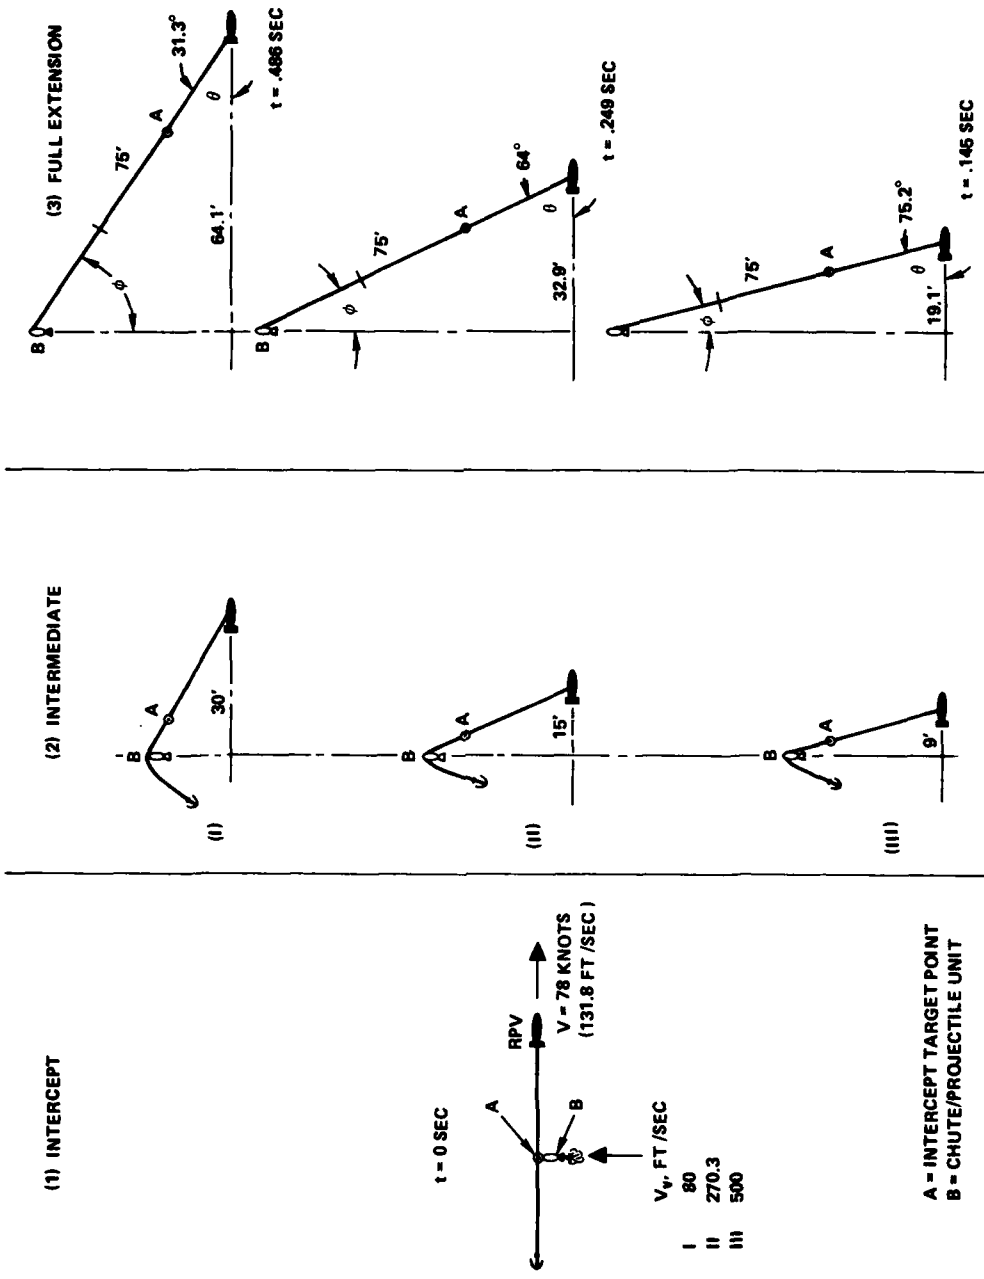 (1) INTERCEPT
t = 0 SEC
A
B
RPV
V = 78 KNOTS
(131.8 FT/SEC)
Vv, FT/SEC
I 80
II 270.3
III 500
A = INTERCEPT TARGET POINT
B = CHUTE/PROJECTILE UNIT
(2) INTERMEDIATE
(I)
B
A
30'
(II)
B
A
15'
(III)
B
A
9'
(3) FULL EXTENSION
B
φ
75'
A
31.3°
θ
64.1'
t = .486 SEC
B
φ
75'
A
64°
θ
32.9'
t = .249 SEC
φ
75'
A
75.2°
θ
19.1'
t = .145 SEC